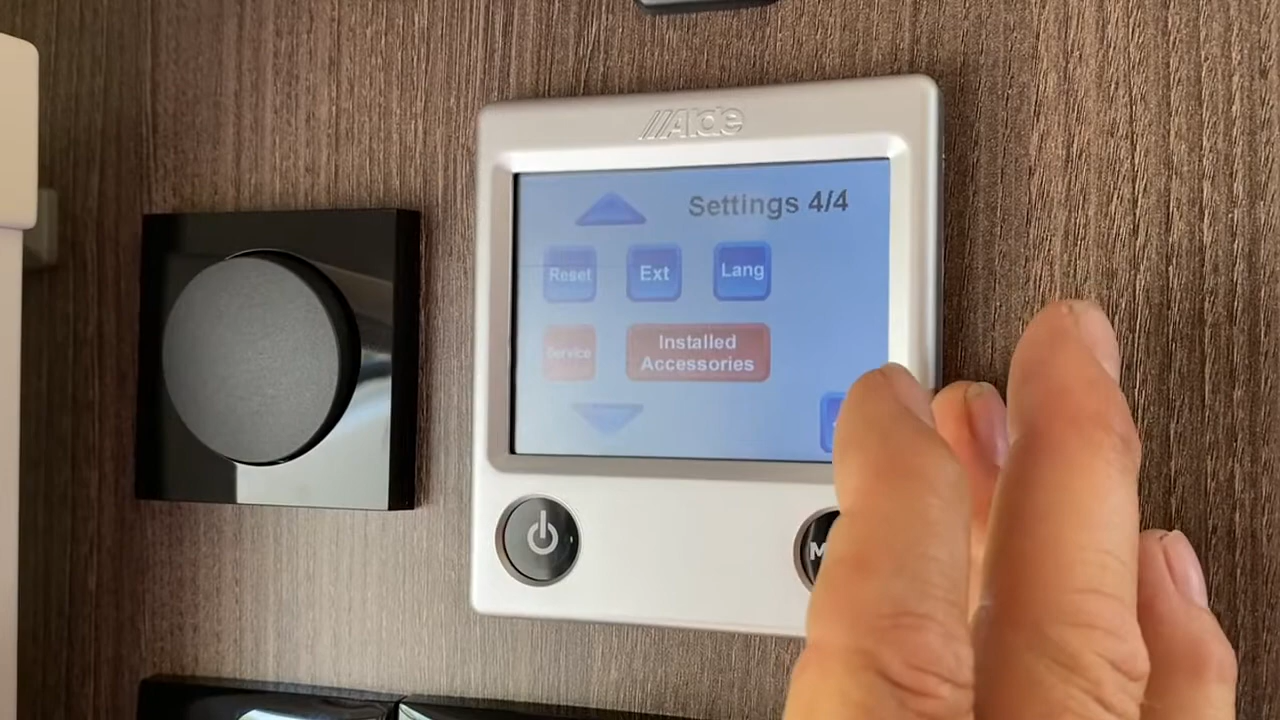 Alde
Settings 4/4
Reset Ext Lang
Service
Installed
Accessories
M